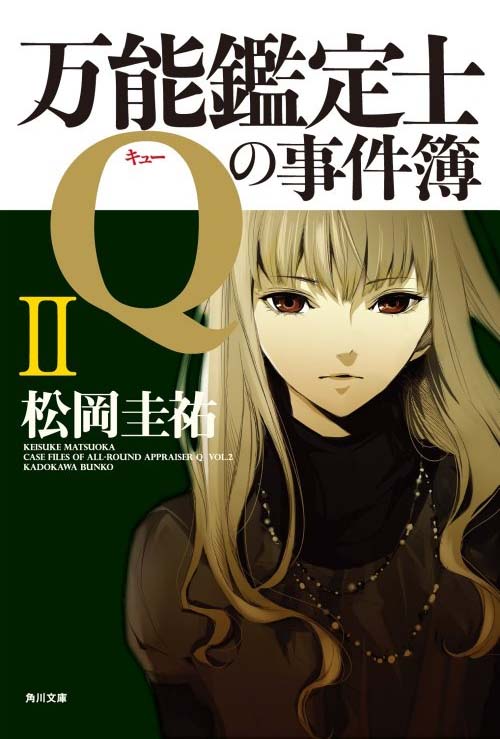 万能鑑定士
Q
キュー
の事件簿
II
松岡圭祐
KEISUKE MATSUOKA
CASE FILES OF ALL-ROUND APPRAISER Q VOL.2
KADOKAWA BUNKO
角川文庫